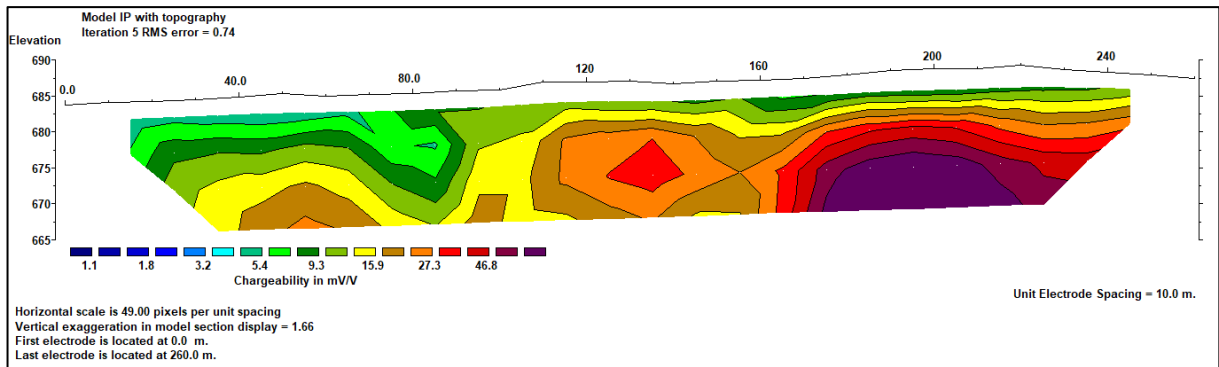 Model IP with topography
Iteration 5 RMS error = 0.74
Elevation
690
685
680
675
670
665
0.0 40.0 80.0 120 160 200 240
1.1 1.8 3.2 5.4 9.3 15.9 27.3 46.8
Chargeability in mV/V
Unit Electrode Spacing = 10.0 m.
Horizontal scale is 49.00 pixels per unit spacing
Vertical exaggeration in model section display = 1.66
First electrode is located at 0.0 m.
Last electrode is located at 260.0 m.